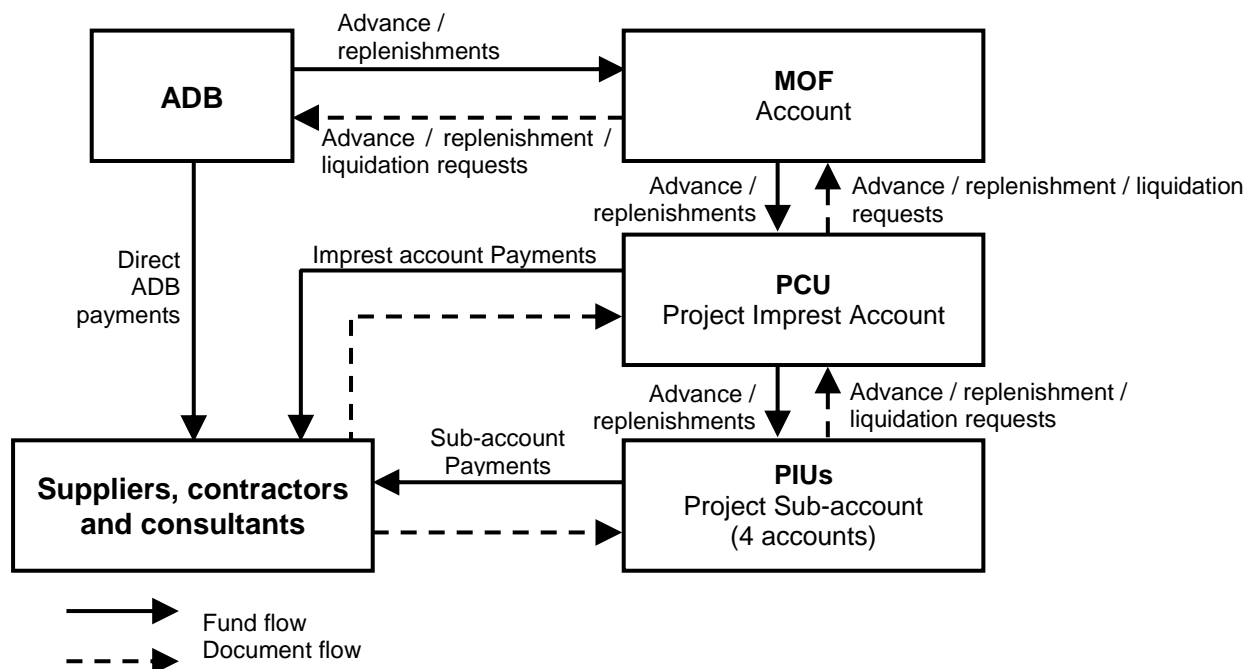 Advance /
replenishments
ADB
MOF
Account
Advance / replenishment /
liquidation requests
Advance /
replenishments
Advance / replenishment / liquidation
requests
Direct
ADB
payments
Imprest account Payments
PCU
Project Imprest Account
Advance /
replenishments
Advance / replenishment /
liquidation requests
Sub-account
Payments
Suppliers, contractors
and consultants
PIUs
Project Sub-account
(4 accounts)
Fund flow
Document flow